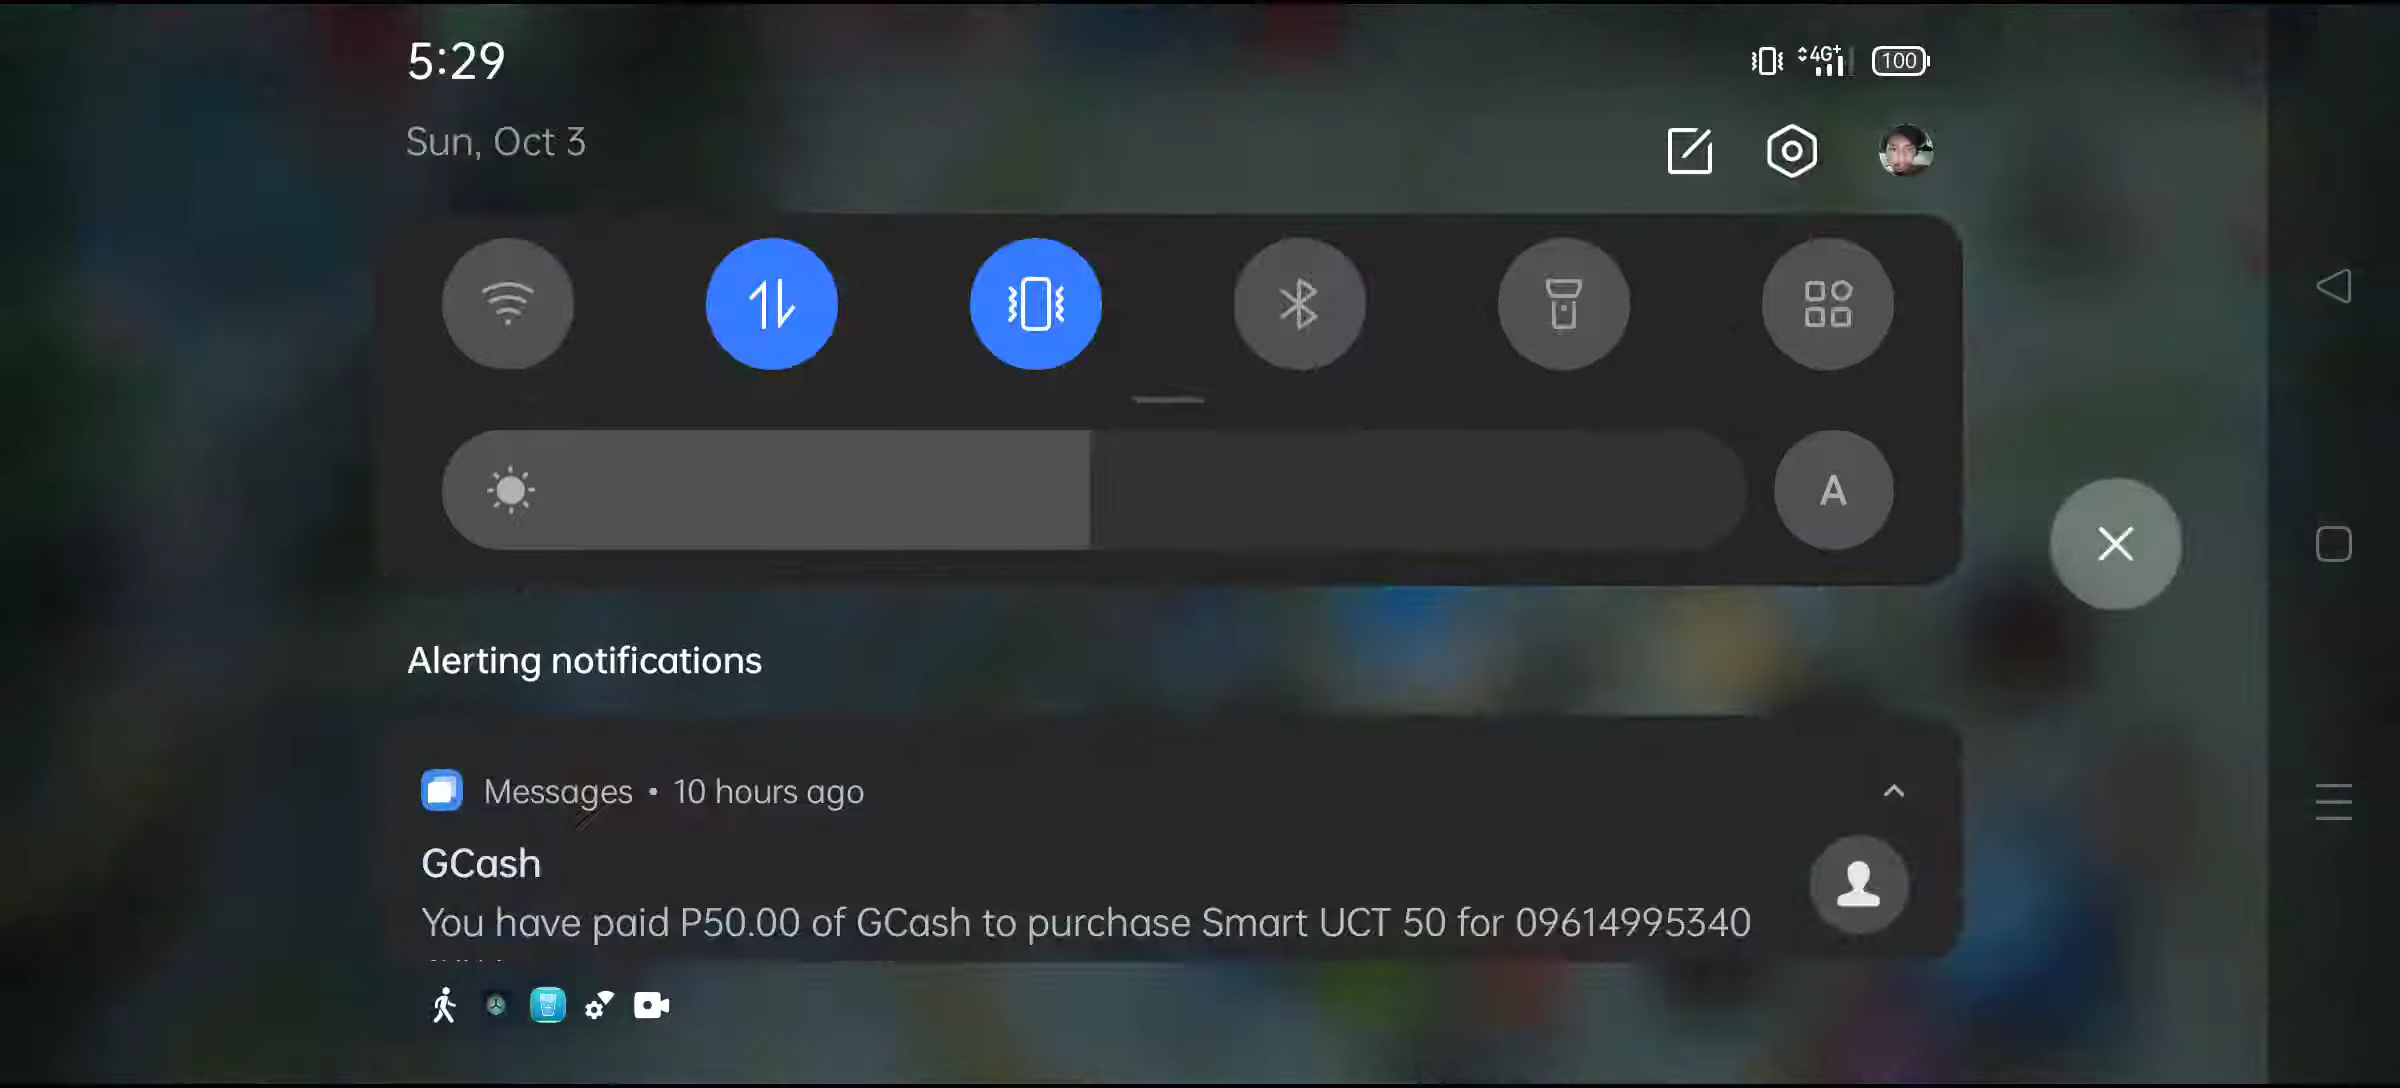 5:29
4G+
100
Sun, Oct 3
A
Alerting notifications
Messages • 10 hours ago
GCash
You have paid P50.00 of GCash to purchase Smart UCT 50 for 09614995340